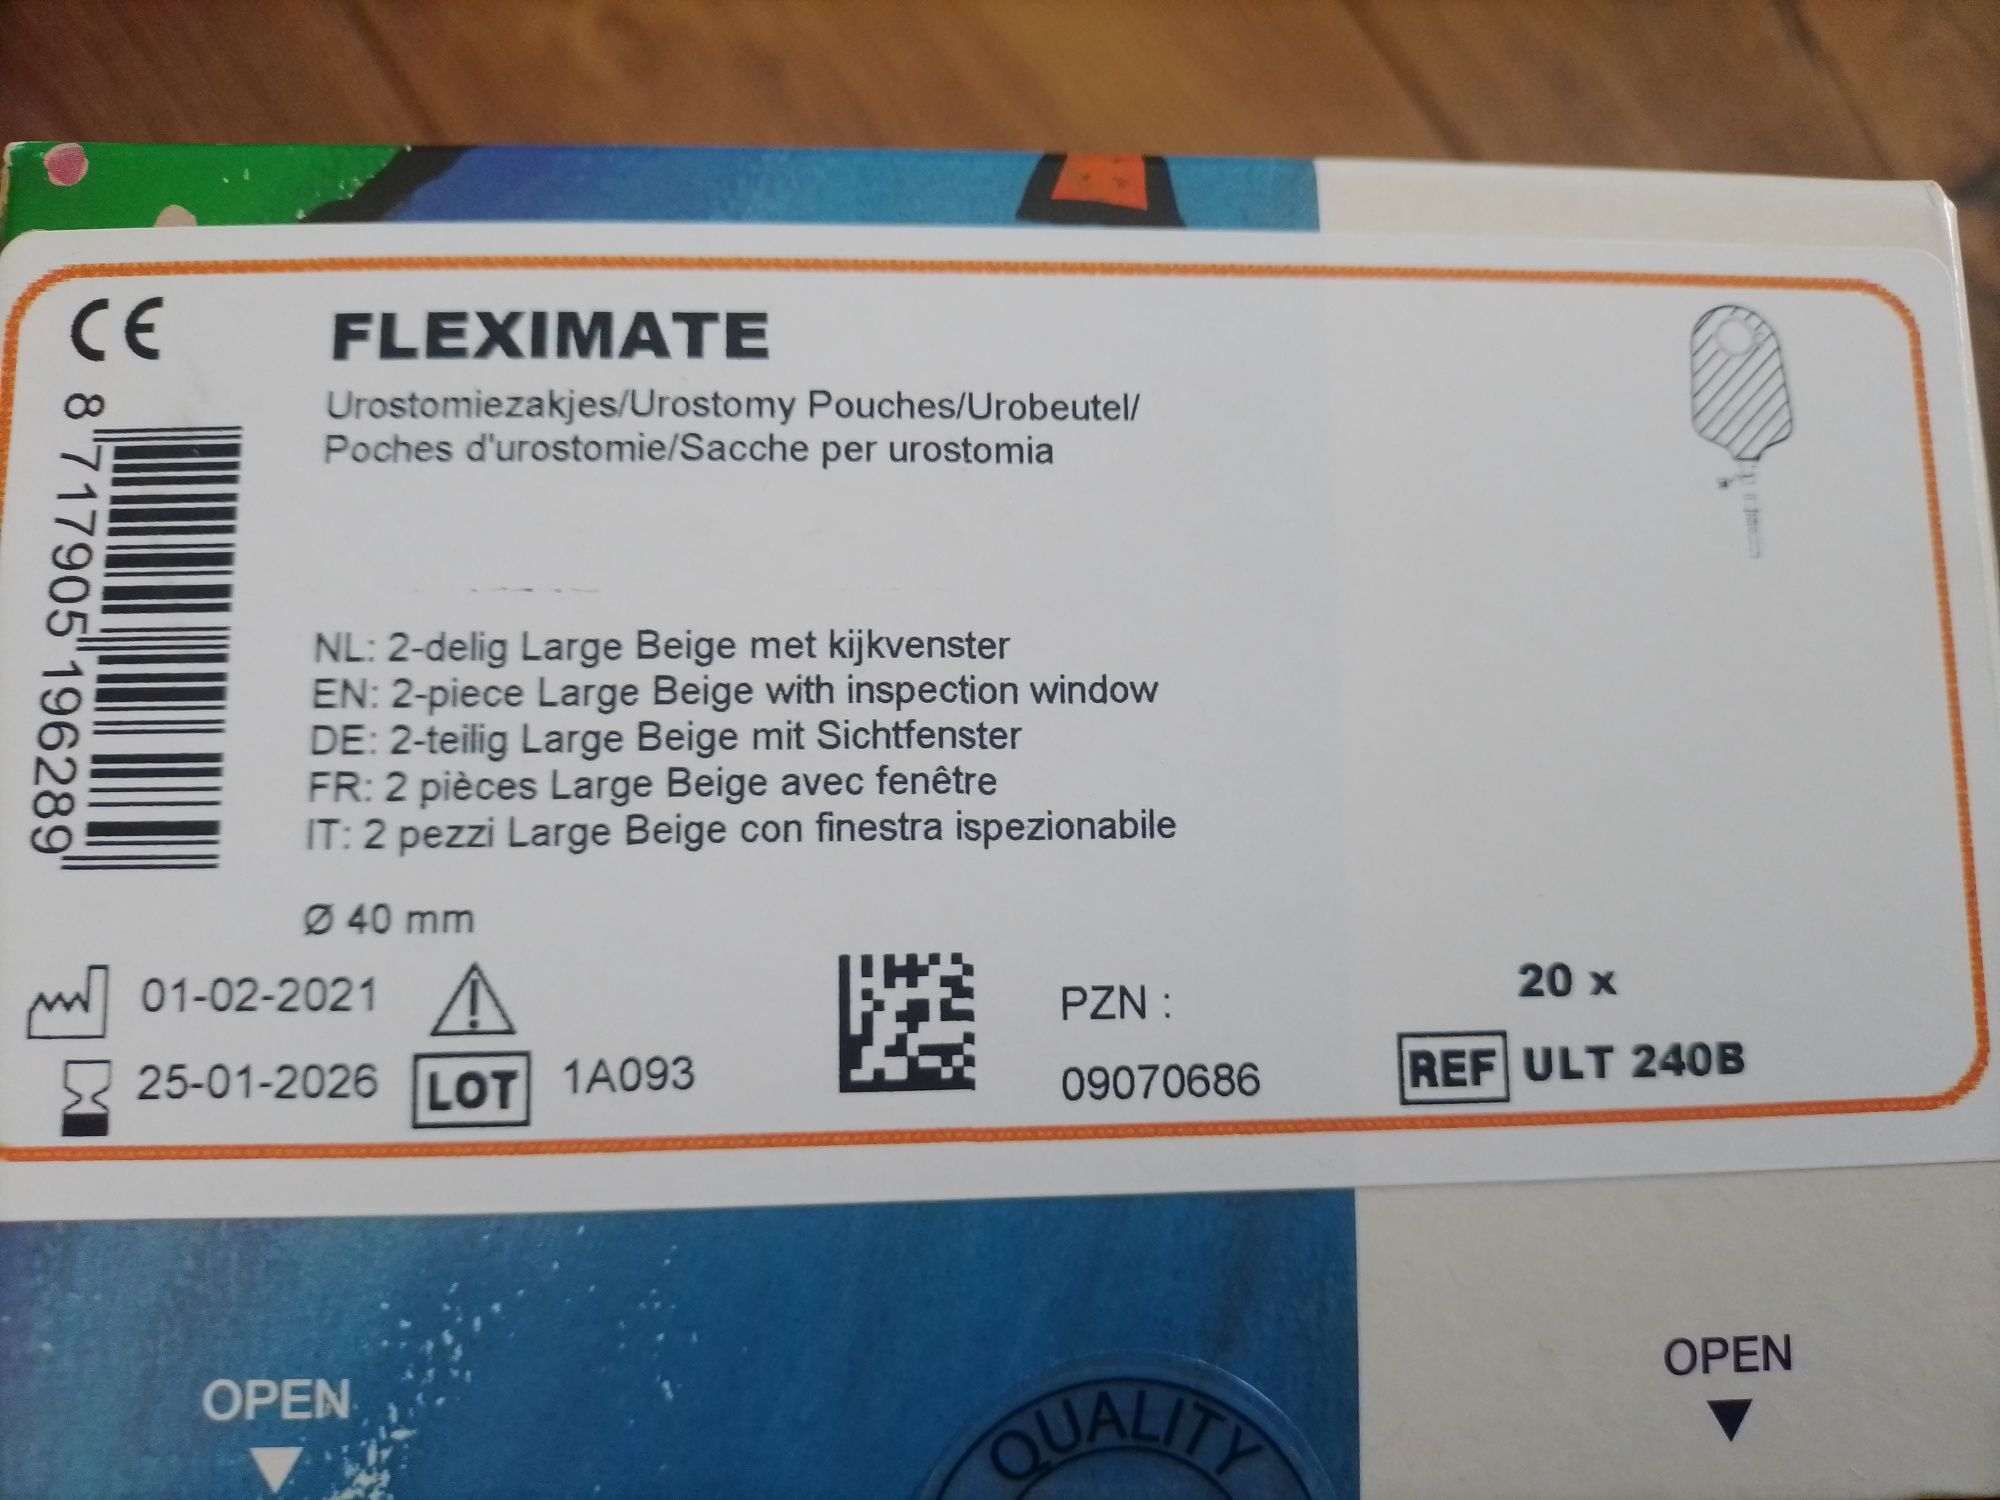 CE
FLEXIMATE
Urostomiezakjes/Urostomy Pouches/Urobeutel/
Poches d'urostomie/Sacche per urostomia
8 717905 196289
NL: 2-delig Large Beige met kijkvenster
EN: 2-piece Large Beige with inspection window
DE: 2-teilig Large Beige mit Sichtfenster
FR: 2 pièces Large Beige avec fenêtre
IT: 2 pezzi Large Beige con finestra ispezionabile
Ø 40 mm
01-02-2021
25-01-2026
LOT 1A093
PZN :
09070686
20 x
REF ULT 240B
OPEN
OPEN
QUALITY